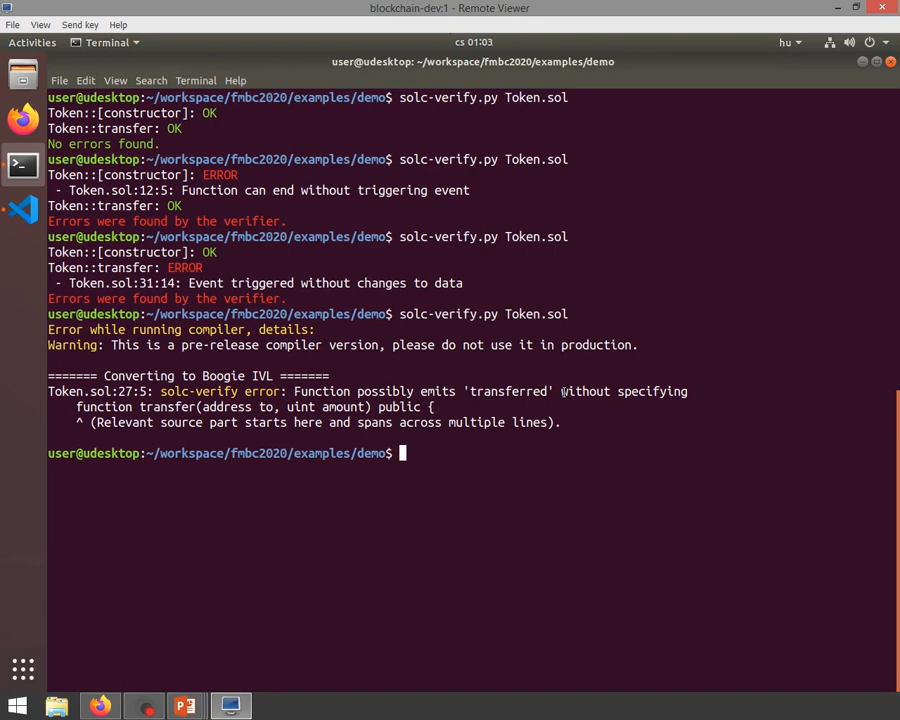 blockchain-dev:1 - Remote Viewer
File View Send key Help
Activities Terminal cs 01:03 hu
user@udesktop: ~/workspace/fmbc2020/examples/demo
File Edit View Search Terminal Help
user@udesktop:~/workspace/fmbc2020/examples/demo$ solc-verify.py Token.sol
Token::[constructor]: OK
Token::transfer: OK
No errors found.
user@udesktop:~/workspace/fmbc2020/examples/demo$ solc-verify.py Token.sol
Token::[constructor]: ERROR
- Token.sol:12:5: Function can end without triggering event
Token::transfer: OK
Errors were found by the verifier.
user@udesktop:~/workspace/fmbc2020/examples/demo$ solc-verify.py Token.sol
Token::[constructor]: OK
Token::transfer: ERROR
- Token.sol:31:14: Event triggered without changes to data
Errors were found by the verifier.
user@udesktop:~/workspace/fmbc2020/examples/demo$ solc-verify.py Token.sol
Error while running compiler, details:
Warning: This is a pre-release compiler version, please do not use it in production.
======= Converting to Boogie IVL =======
Token.sol:27:5: solc-verify error: Function possibly emits 'transferred' without specifying
function transfer(address to, uint amount) public {
^ (Relevant source part starts here and spans across multiple lines).
user@udesktop:~/workspace/fmbc2020/examples/demo$